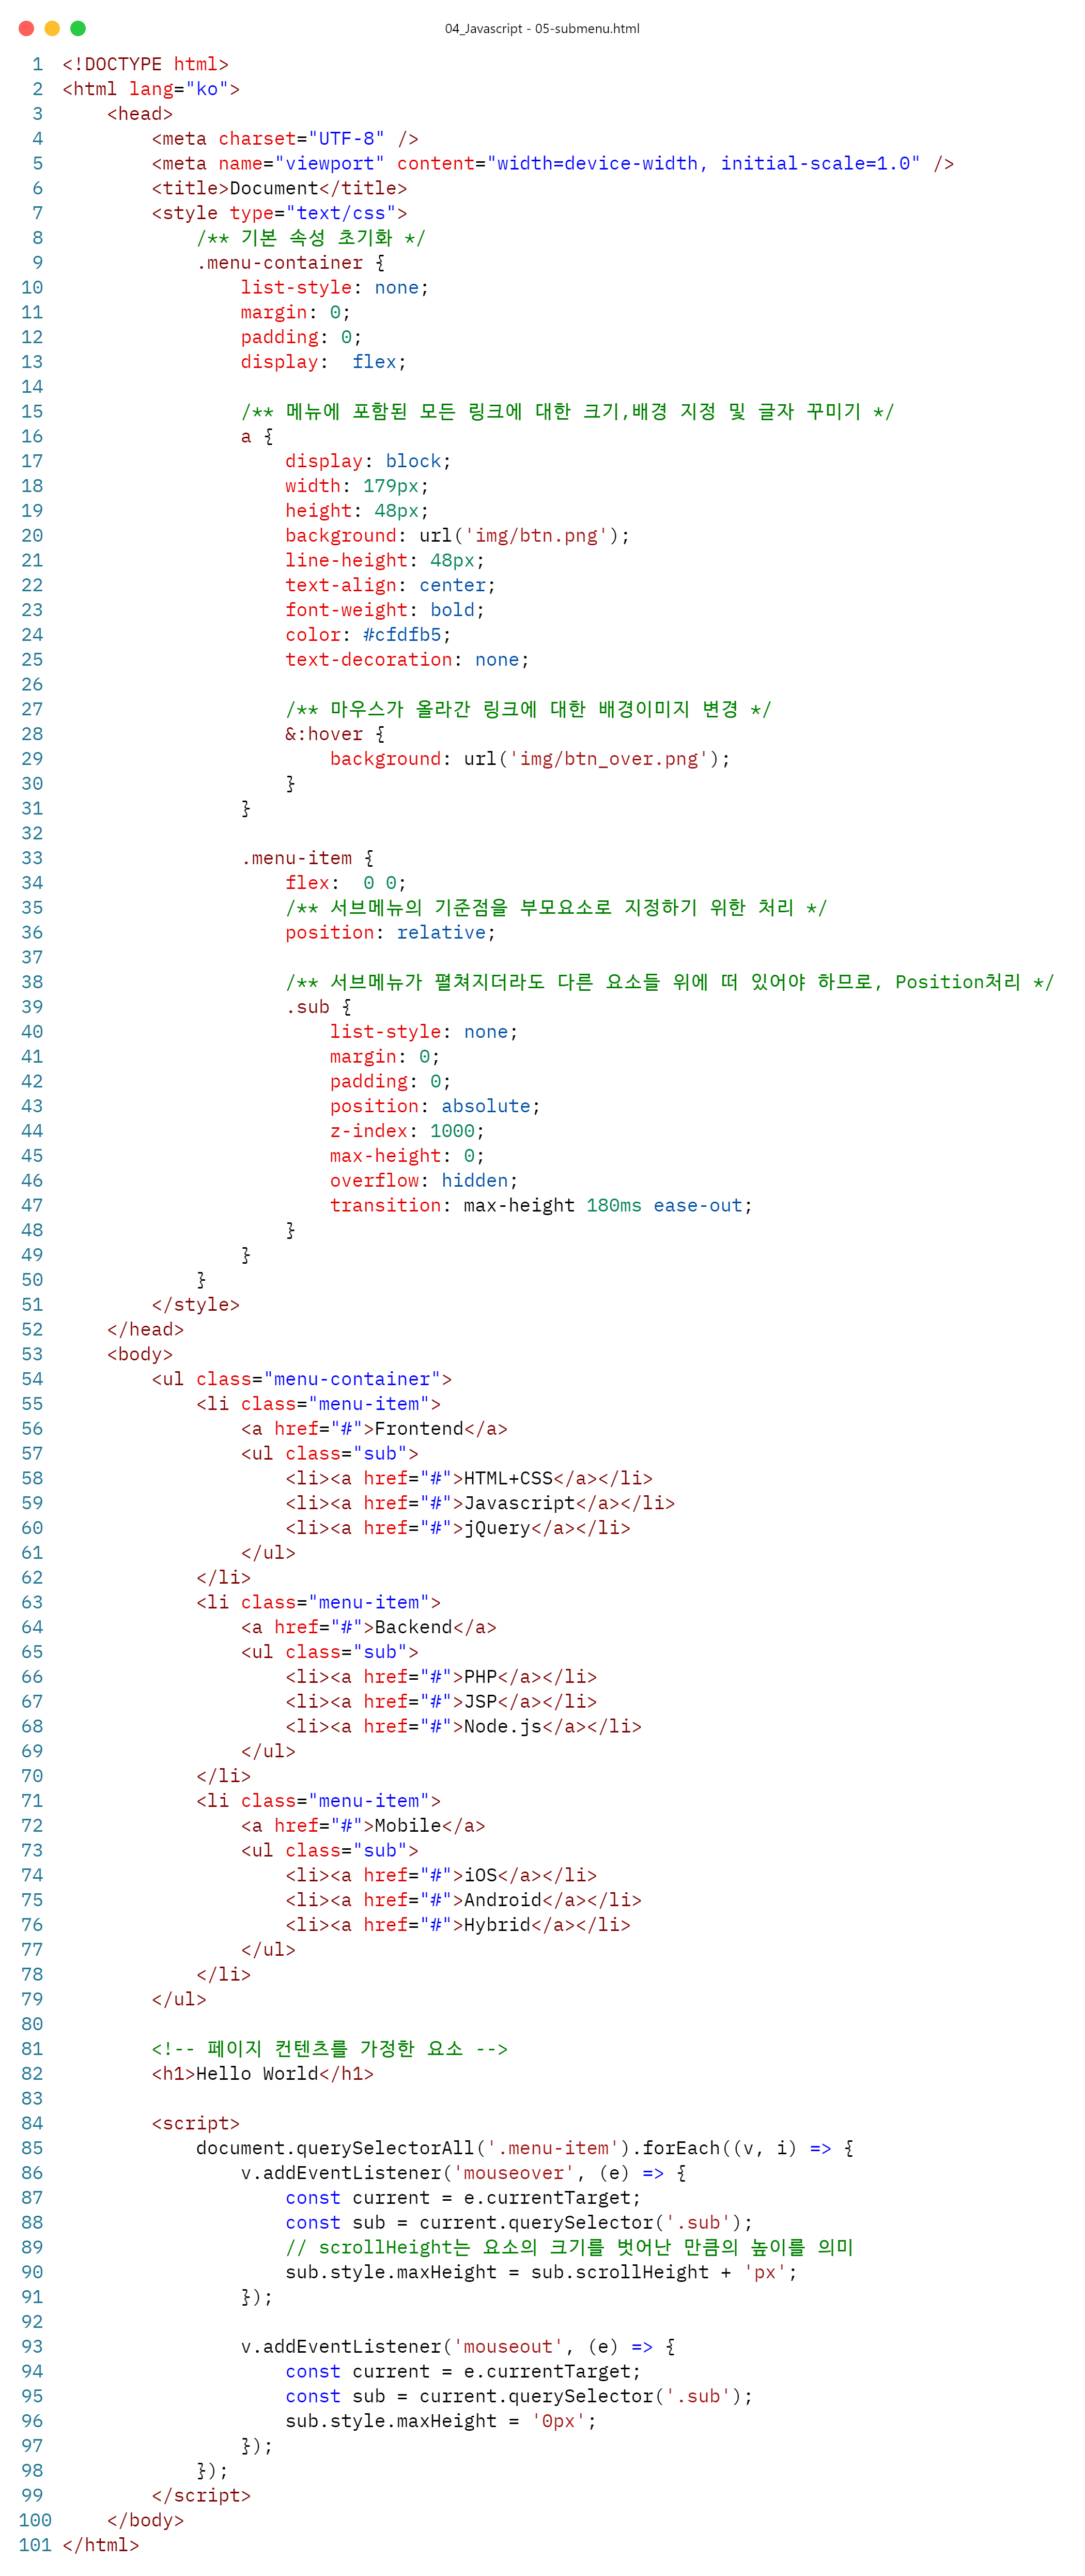 04_Javascript - 05-submenu.html
1 <!DOCTYPE html>
2 <html lang="ko">
3     <head>
4         <meta charset="UTF-8" />
5         <meta name="viewport" content="width=device-width, initial-scale=1.0" />
6         <title>Document</title>
7         <style type="text/css">
8             /** 기본 속성 초기화 */
9             .menu-container {
10                 list-style: none;
11                 margin: 0;
12                 padding: 0;
13                 display:  flex;
14
15                 /** 메뉴에 포함된 모든 링크에 대한 크기,배경 지정 및 글자 꾸미기 */
16                 a {
17                     display: block;
18                     width: 179px;
19                     height: 48px;
20                     background: url('img/btn.png');
21                     line-height: 48px;
22                     text-align: center;
23                     font-weight: bold;
24                     color: #cfdfb5;
25                     text-decoration: none;
26
27                     /** 마우스가 올라간 링크에 대한 배경이미지 변경 */
28                     &:hover {
29                         background: url('img/btn_over.png');
30                     }
31                 }
32
33                 .menu-item {
34                     flex:  0 0;
35                     /** 서브메뉴의 기준점을 부모요소로 지정하기 위한 처리 */
36                     position: relative;
37
38                     /** 서브메뉴가 펼쳐지더라도 다른 요소들 위에 떠 있어야 하므로, Position처리 */
39                     .sub {
40                         list-style: none;
41                         margin: 0;
42                         padding: 0;
43                         position: absolute;
44                         z-index: 1000;
45                         max-height: 0;
46                         overflow: hidden;
47                         transition: max-height 180ms ease-out;
48                     }
49                 }
50             }
51         </style>
52     </head>
53     <body>
54         <ul class="menu-container">
55             <li class="menu-item">
56                 <a href="#">Frontend</a>
57                 <ul class="sub">
58                     <li><a href="#">HTML+CSS</a></li>
59                     <li><a href="#">Javascript</a></li>
60                     <li><a href="#">jQuery</a></li>
61                 </ul>
62             </li>
63             <li class="menu-item">
64                 <a href="#">Backend</a>
65                 <ul class="sub">
66                     <li><a href="#">PHP</a></li>
67                     <li><a href="#">JSP</a></li>
68                     <li><a href="#">Node.js</a></li>
69                 </ul>
70             </li>
71             <li class="menu-item">
72                 <a href="#">Mobile</a>
73                 <ul class="sub">
74                     <li><a href="#">iOS</a></li>
75                     <li><a href="#">Android</a></li>
76                     <li><a href="#">Hybrid</a></li>
77                 </ul>
78             </li>
79         </ul>
80
81         <!-- 페이지 컨텐츠를 가정한 요소 -->
82         <h1>Hello World</h1>
83
84         <script>
85             document.querySelectorAll('.menu-item').forEach((v, i) => {
86                 v.addEventListener('mouseover', (e) => {
87                     const current = e.currentTarget;
88                     const sub = current.querySelector('.sub');
89                     // scrollHeight는 요소의 크기를 벗어난 만큼의 높이를 의미
90                     sub.style.maxHeight = sub.scrollHeight + 'px';
91                 });
92
93                 v.addEventListener('mouseout', (e) => {
94                     const current = e.currentTarget;
95                     const sub = current.querySelector('.sub');
96                     sub.style.maxHeight = '0px';
97                 });
98             });
99         </script>
100     </body>
101 </html>